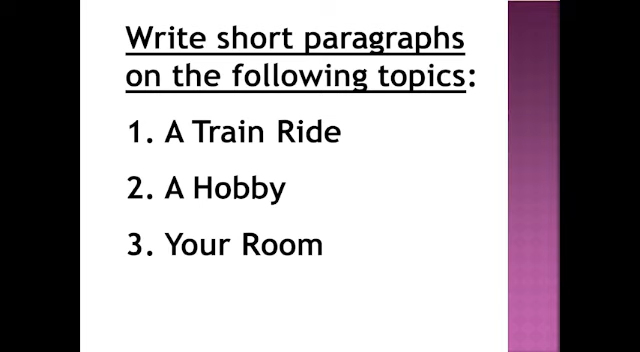 Write short paragraphs
on the following topics:
1. A Train Ride
2. A Hobby
3. Your Room